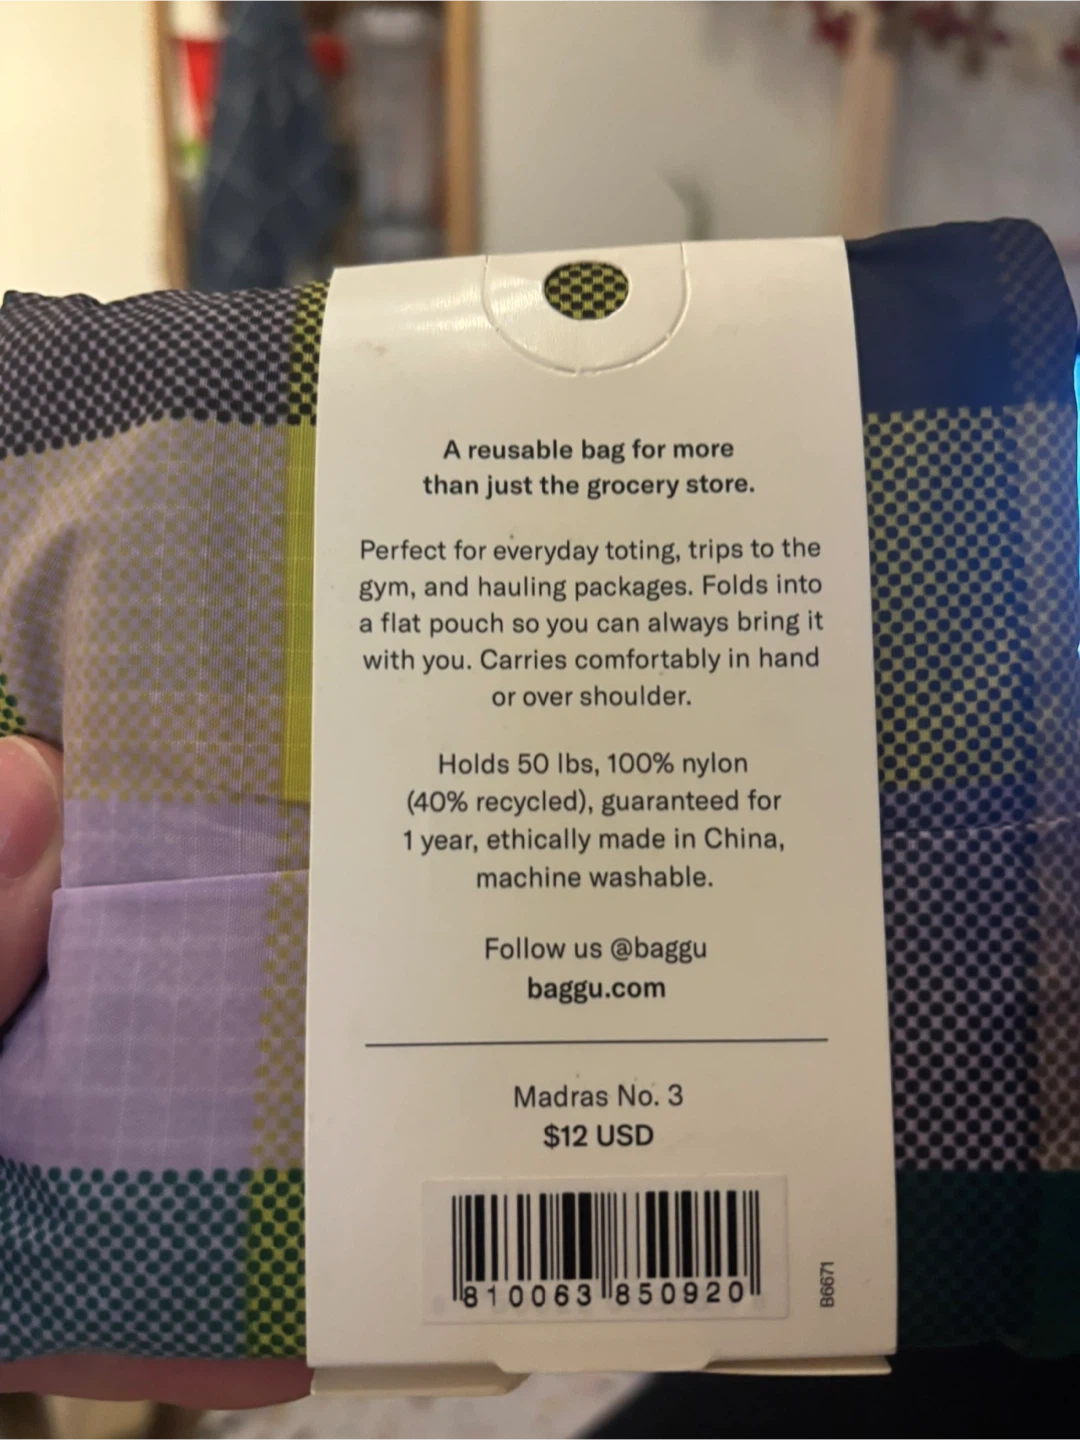 A reusable bag for more
than just the grocery store.
Perfect for everyday toting, trips to the
gym, and hauling packages. Folds into
a flat pouch so you can always bring it
with you. Carries comfortably in hand
or over shoulder.
Holds 50 lbs, 100% nylon
(40% recycled), guaranteed for
1 year, ethically made in China,
machine washable.
Follow us @baggu
baggu.com
Madras No. 3
$12 USD
810063 850920
B6671